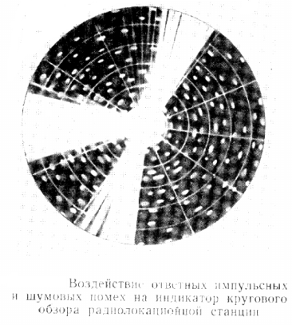 Воздействие ответных импульсных
и шумовых помех на индикатор кругового
обзора радиолокационной станции